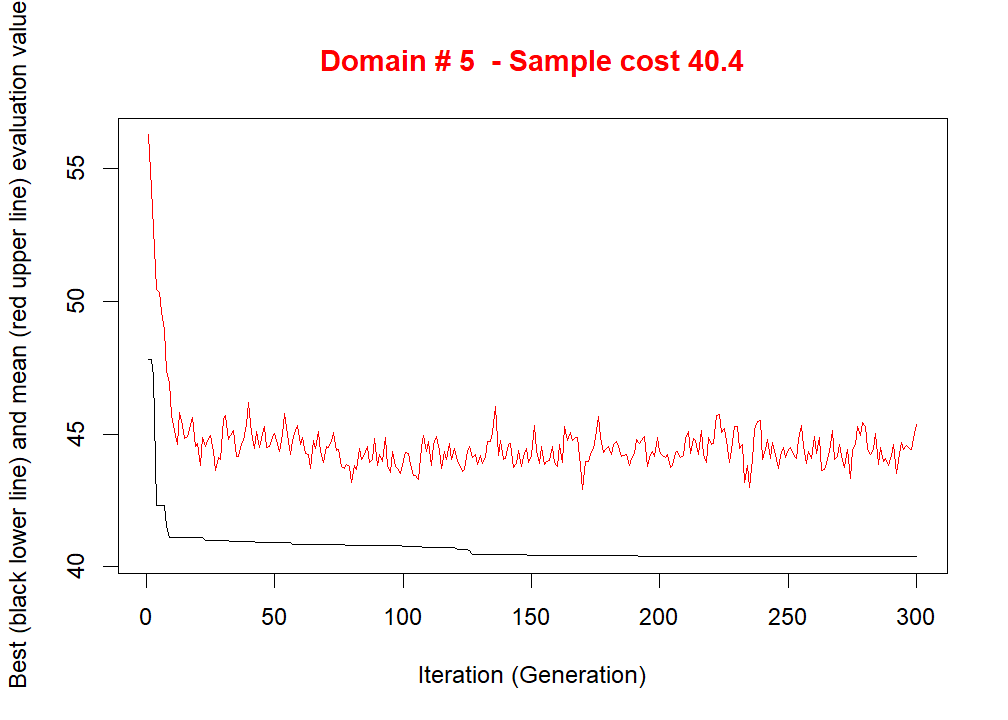 Domain # 5  - Sample cost 40.4
Best (black lower line) and mean (red upper line) evaluation value
55
50
45
40
0 50 100 150 200 250 300
Iteration (Generation)